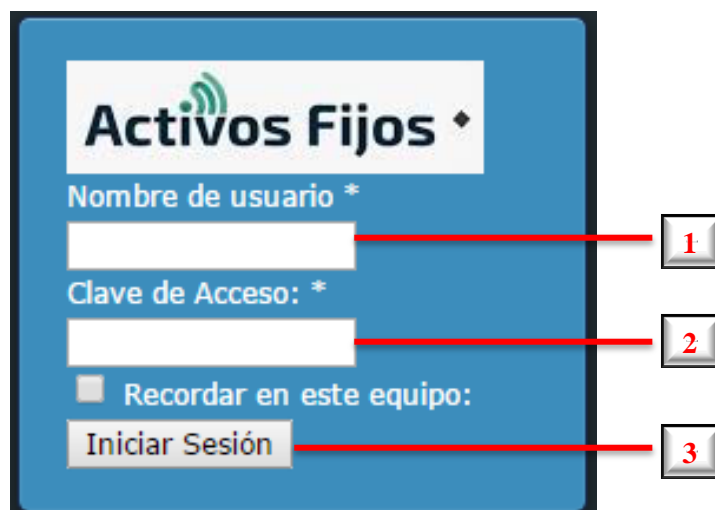 Activos Fijos
Nombre de usuario *
1
Clave de Acceso: *
2
Recordar en este equipo:
Iniciar Sesión
3